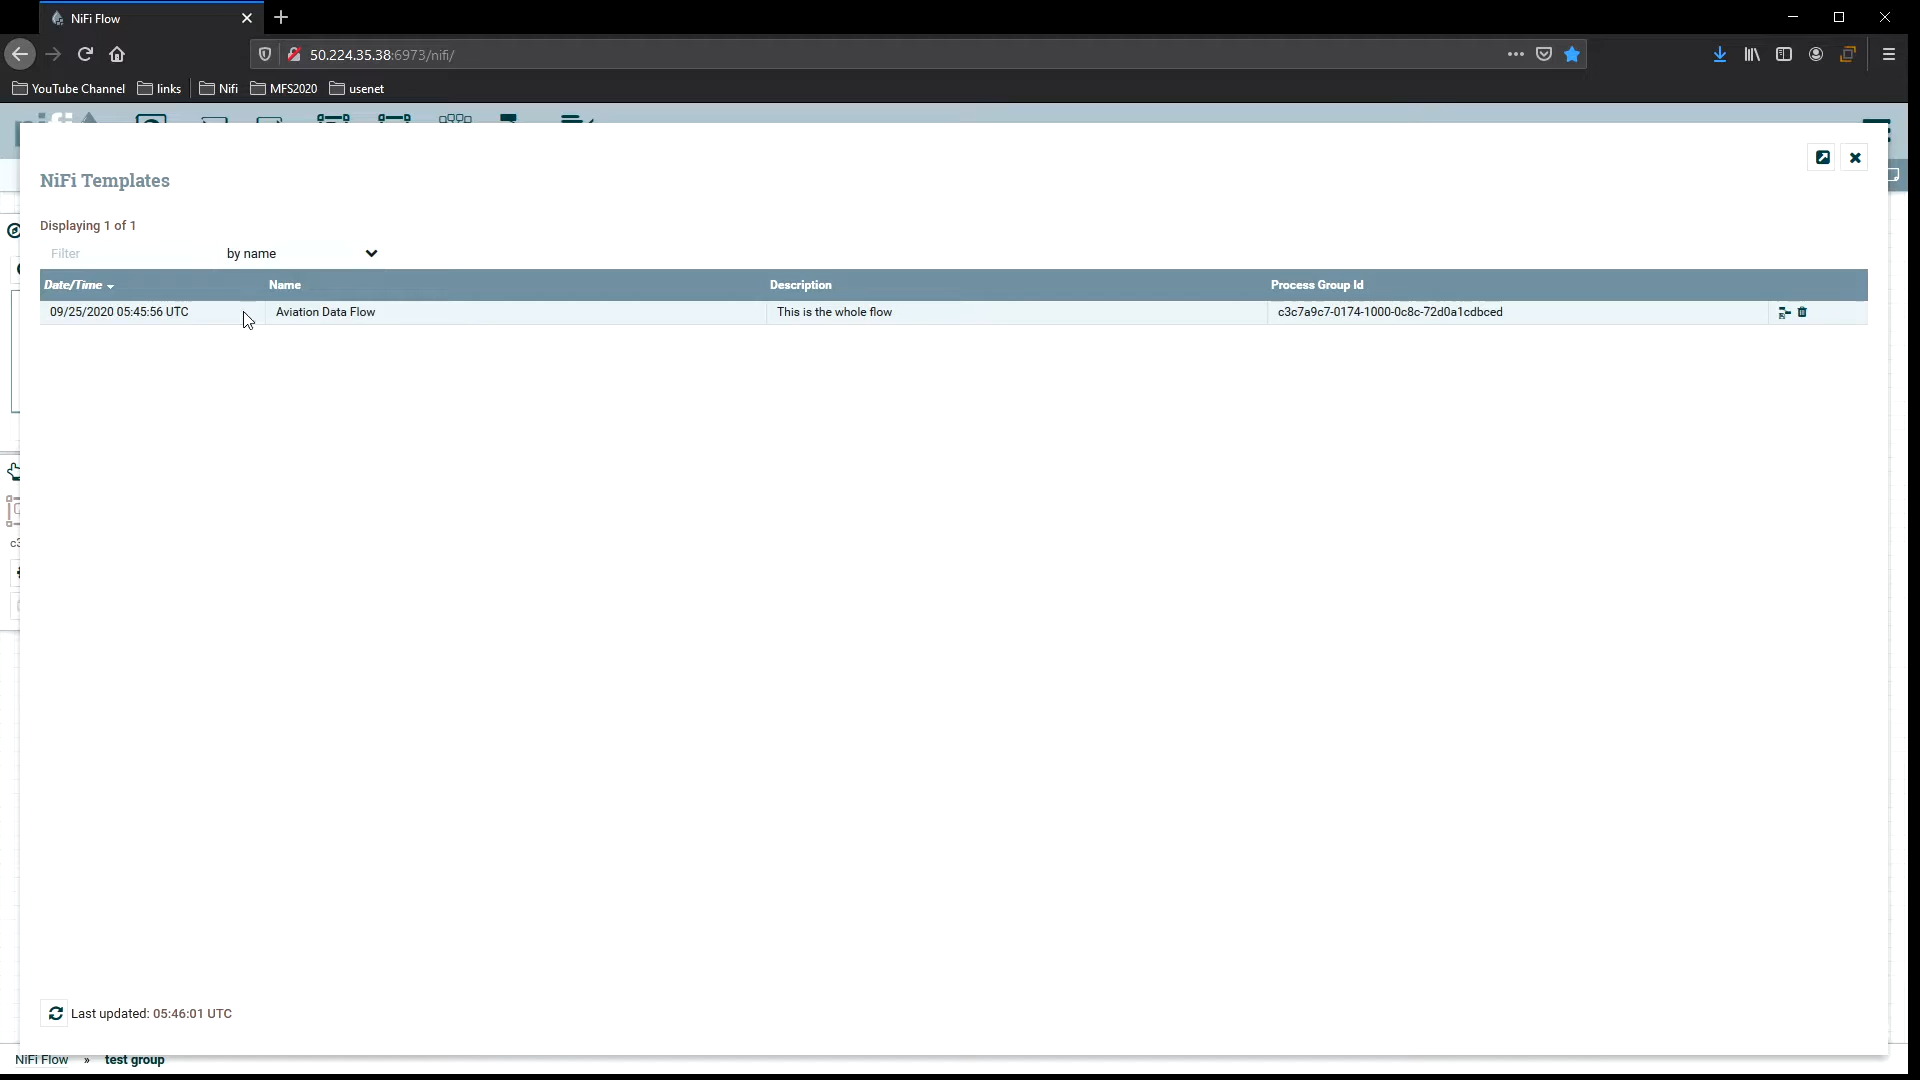 NiFi Flow
50.224.35.38:6973/nifi/
YouTube Channel links Nifi MFS2020 usenet
NiFi Templates
Displaying 1 of 1
Filter by name
Date/Time Name Description Process Group Id
09/25/2020 05:45:56 UTC Aviation Data Flow This is the whole flow c3c7a9c7-0174-1000-0c8c-72d0a1cdbced
c3
Last updated: 05:46:01 UTC
NiFi Flow » test group